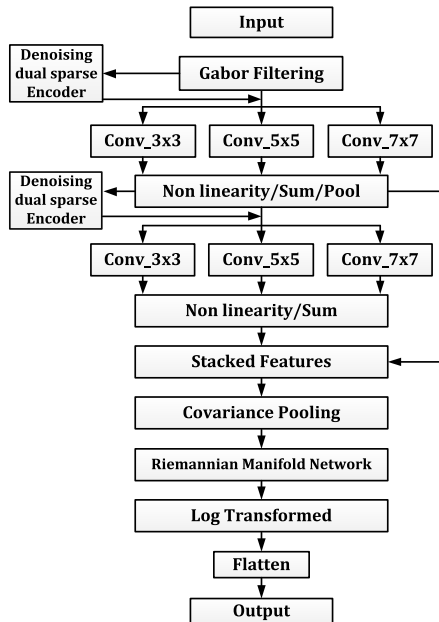 Input
Denoising
dual sparse
Encoder
Gabor Filtering
Conv_3x3 Conv_5x5 Conv_7x7
Denoising
dual sparse
Encoder
Non linearity/Sum/Pool
Conv_3x3 Conv_5x5 Conv_7x7
Non linearity/Sum
Stacked Features
Covariance Pooling
Riemannian Manifold Network
Log Transformed
Flatten
Output